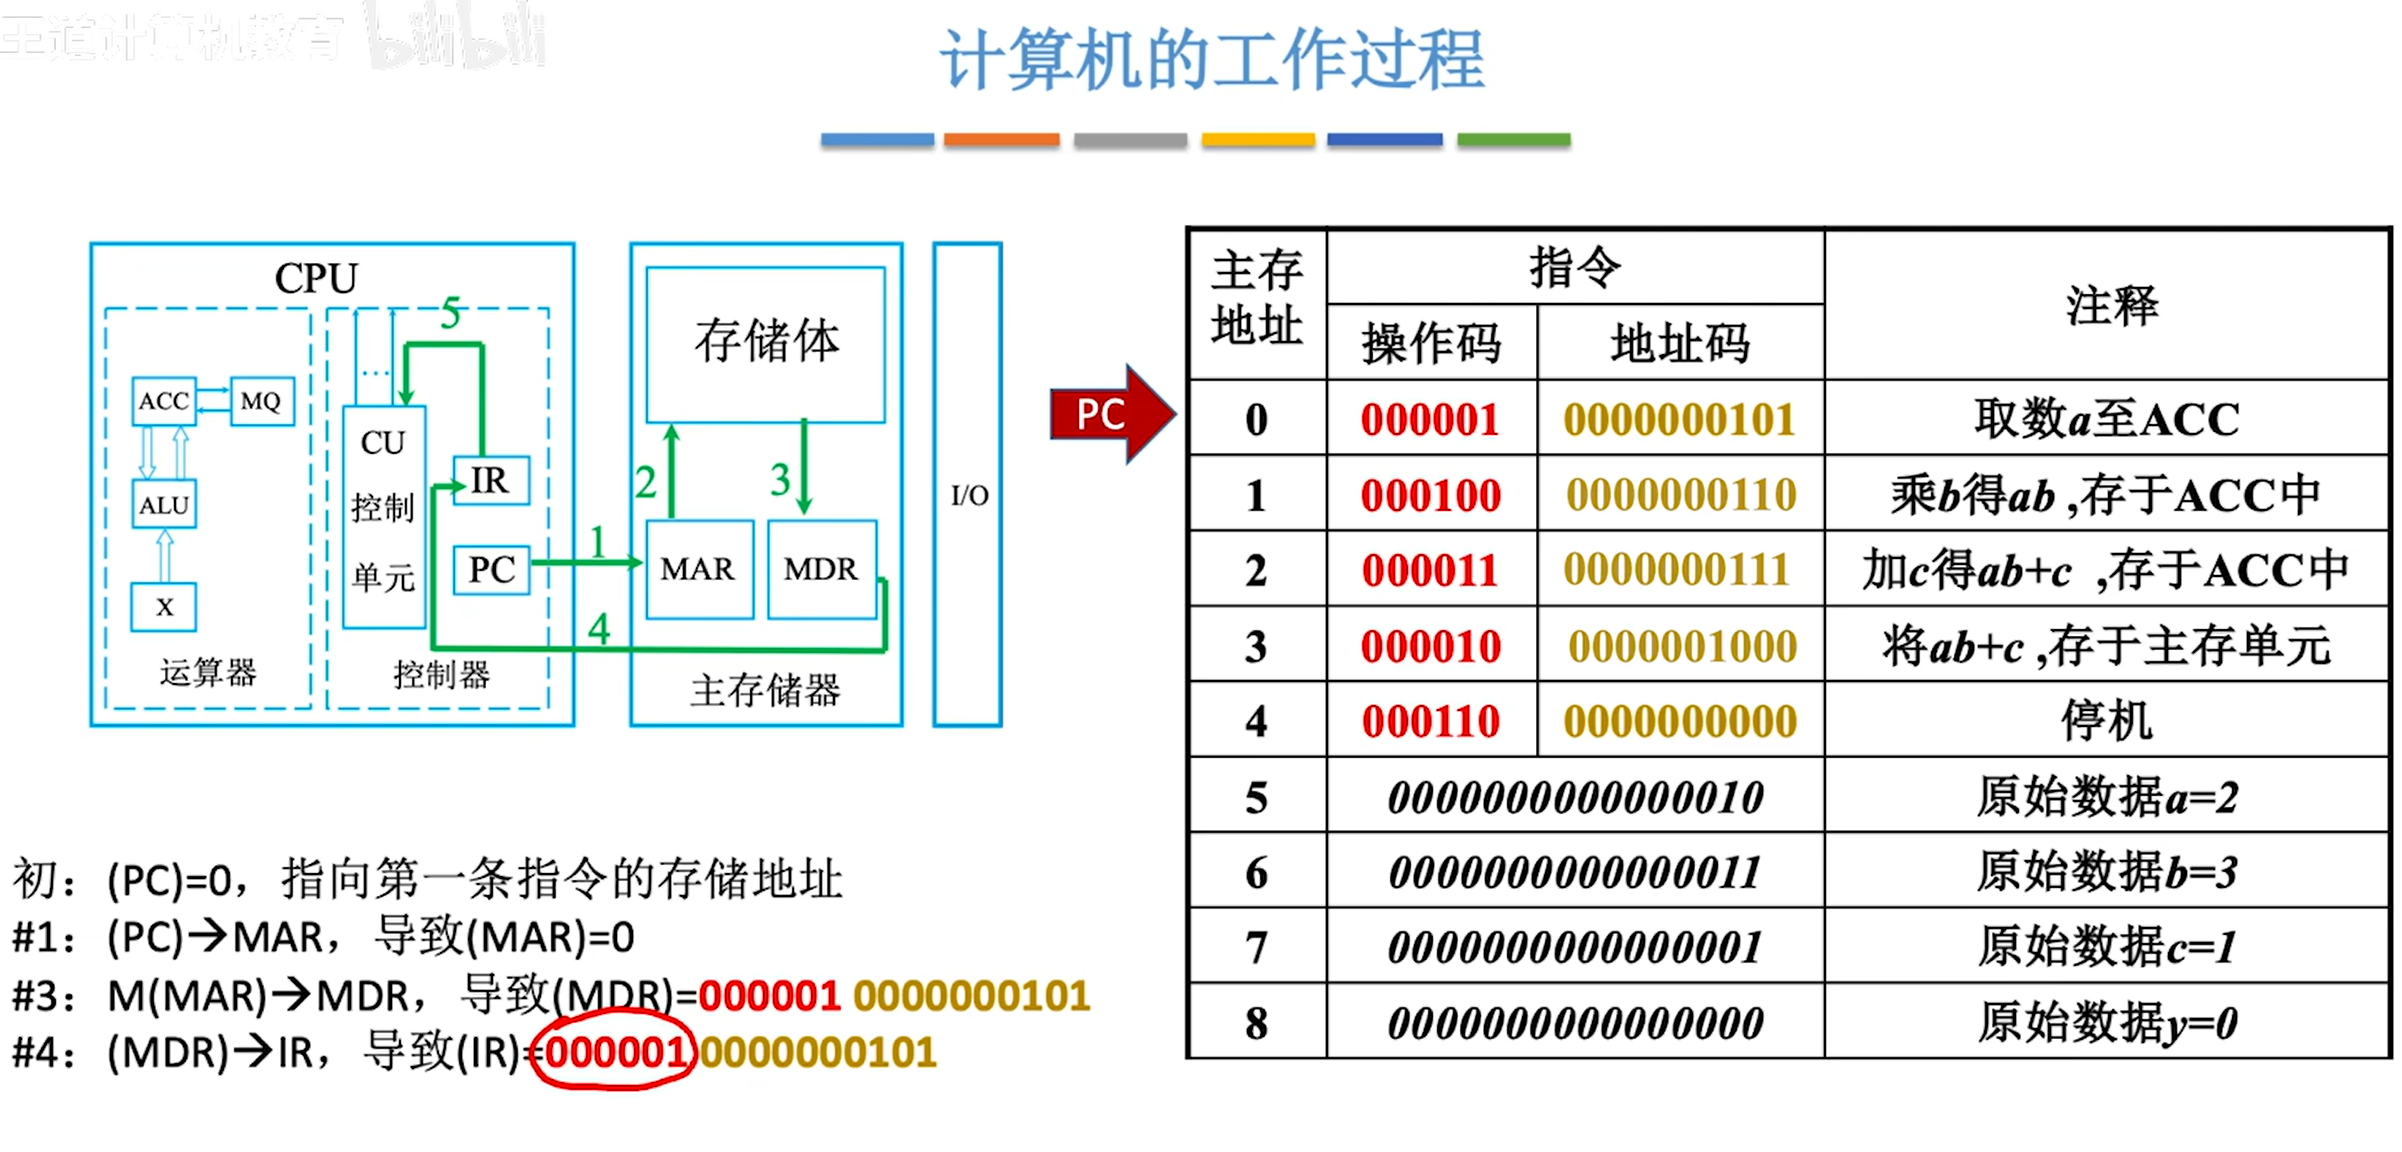 王道计算机教育 bilibili
计算机的工作过程
CPU
5
...
ACC
MQ
CU
控制
单元
IR
ALU
PC
X
运算器
控制器
1
4
存储体
2
3
MAR
MDR
主存储器
I/O
PC
主存地址 指令 注释
操作码 地址码
0 000001 0000000101 取数a至ACC
1 000100 0000000110 乘b得ab ,存于ACC中
2 000011 0000000111 加c得ab+c ,存于ACC中
3 000010 0000001000 将ab+c ,存于主存单元
4 000110 0000000000 停机
5 0000000000000010 原始数据a=2
6 0000000000000011 原始数据b=3
7 0000000000000001 原始数据c=1
8 0000000000000000 原始数据y=0
初：(PC)=0，指向第一条指令的存储地址
#1：(PC)→MAR，导致(MAR)=0
#3：M(MAR)→MDR，导致(MDR)=000001 0000000101
#4：(MDR)→IR，导致(IR)=000001 0000000101